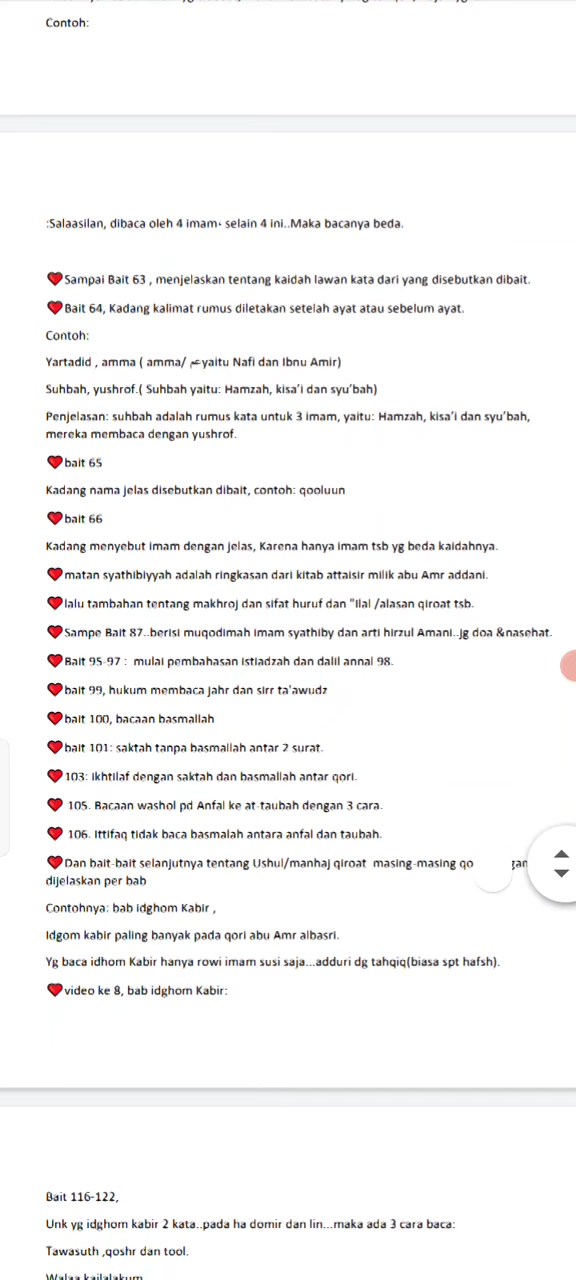 Contoh:
:Salaasilan, dibaca oleh 4 imam, selain 4 ini..Maka bacanya beda.
Sampai Bait 63 , menjelaskan tentang kaidah lawan kata dari yang disebutkan dibait.
Bait 64, Kadang kalimat rumus diletakan setelah ayat atau sebelum ayat.
Contoh:
Yartadid , amma ( amma/ عم yaitu Nafi dan Ibnu Amir)
Suhbah, yushrof.( Suhbah yaitu: Hamzah, kisa’i dan syu’bah)
Penjelasan: suhbah adalah rumus kata untuk 3 imam, yaitu: Hamzah, kisa’i dan syu’bah,
mereka membaca dengan yushrof.
bait 65
Kadang nama jelas disebutkan dibait, contoh: qooluun
bait 66
Kadang menyebut imam dengan jelas, Karena hanya imam tsb yg beda kaidahnya.
matan syathibiyyah adalah ringkasan dari kitab attaisir milik abu Amr addani.
lalu tambahan tentang makhroj dan sifat huruf dan "Ilal /alasan qiroat tsb.
Sampe Bait 87..berisi muqodimah imam syathiby dan arti hirzul Amani..jg doa &nasehat.
Bait 95-97 : mulai pembahasan istiadzah dan dalil annal 98.
bait 99, hukum membaca jahr dan sirr ta'awudz
bait 100, bacaan basmallah
bait 101: saktah tanpa basmallah antar 2 surat.
103: ikhtilaf dengan saktah dan basmallah antar qori.
105. Bacaan washol pd Anfal ke at-taubah dengan 3 cara.
106. Ittifaq tidak baca basmalah antara anfal dan taubah.
Dan bait-bait selanjutnya tentang Ushul/manhaj qiroat masing-masing qo
dijelaskan per bab
Contohnya: bab idghom Kabir ,
Idgom kabir paling banyak pada qori abu Amr albasri.
Yg baca idhom Kabir hanya rowi imam susi saja...adduri dg tahqiq(biasa spt hafsh).
video ke 8, bab idghom Kabir:
Bait 116-122,
Unk yg idghom kabir 2 kata..pada ha domir dan lin...maka ada 3 cara baca:
Tawasuth ,qoshr dan tool.
Walaa kailalakum